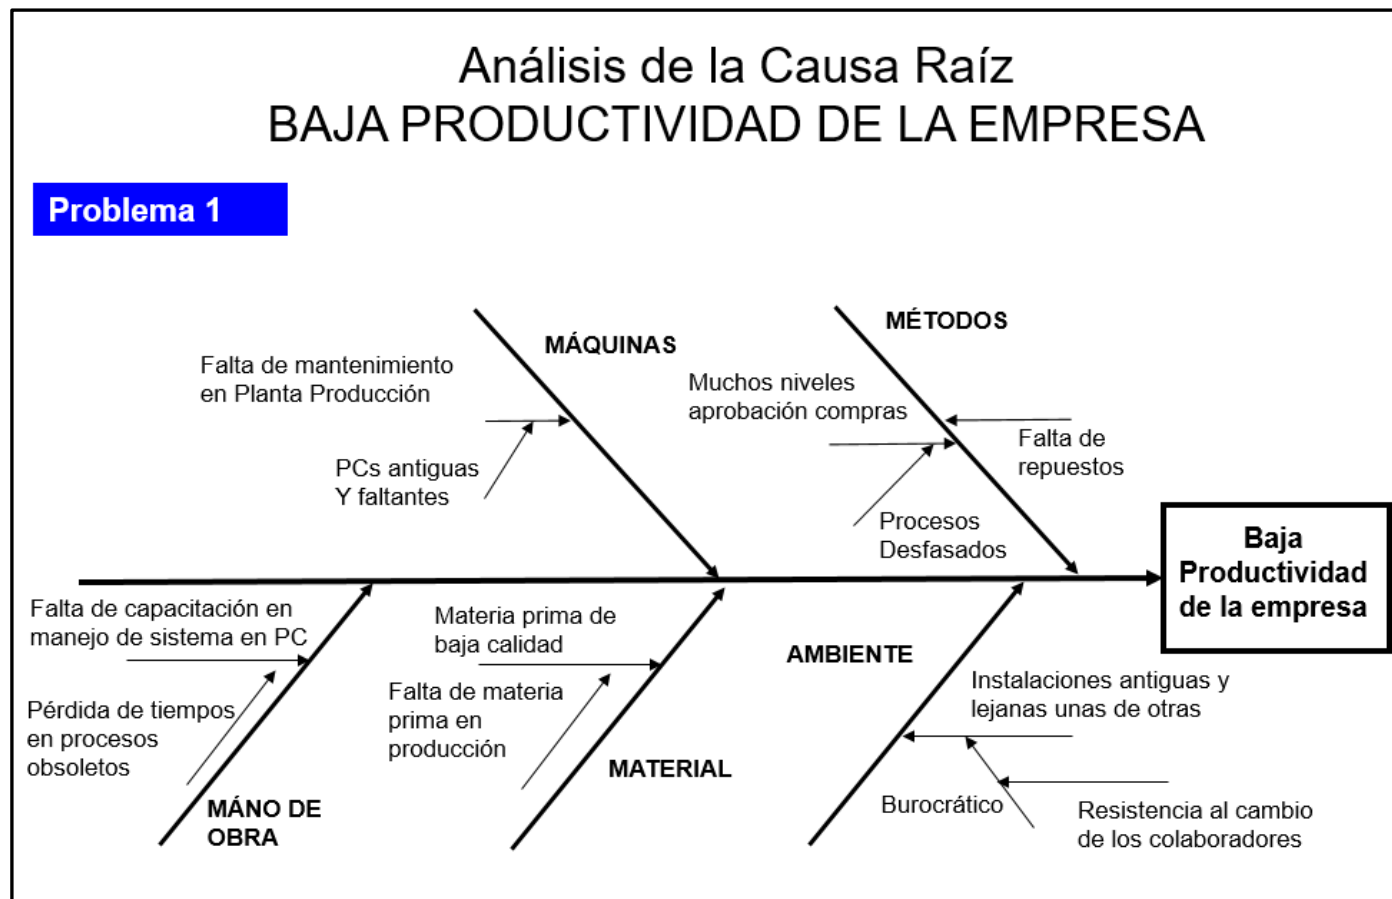 Análisis de la Causa Raíz
BAJA PRODUCTIVIDAD DE LA EMPRESA
Problema 1
MÁQUINAS
Falta de mantenimiento
en Planta Producción
PCs antiguas
Y faltantes
MÉTODOS
Muchos niveles
aprobación compras
Falta de
repuestos
Procesos
Desfasados
Baja
Productividad
de la empresa
Falta de capacitación en
manejo de sistema en PC
Pérdida de tiempos
en procesos
obsoletos
MÁNO DE
OBRA
Materia prima de
baja calidad
Falta de materia
prima en
producción
MATERIAL
AMBIENTE
Instalaciones antiguas y
lejanas unas de otras
Burocrático
Resistencia al cambio
de los colaboradores